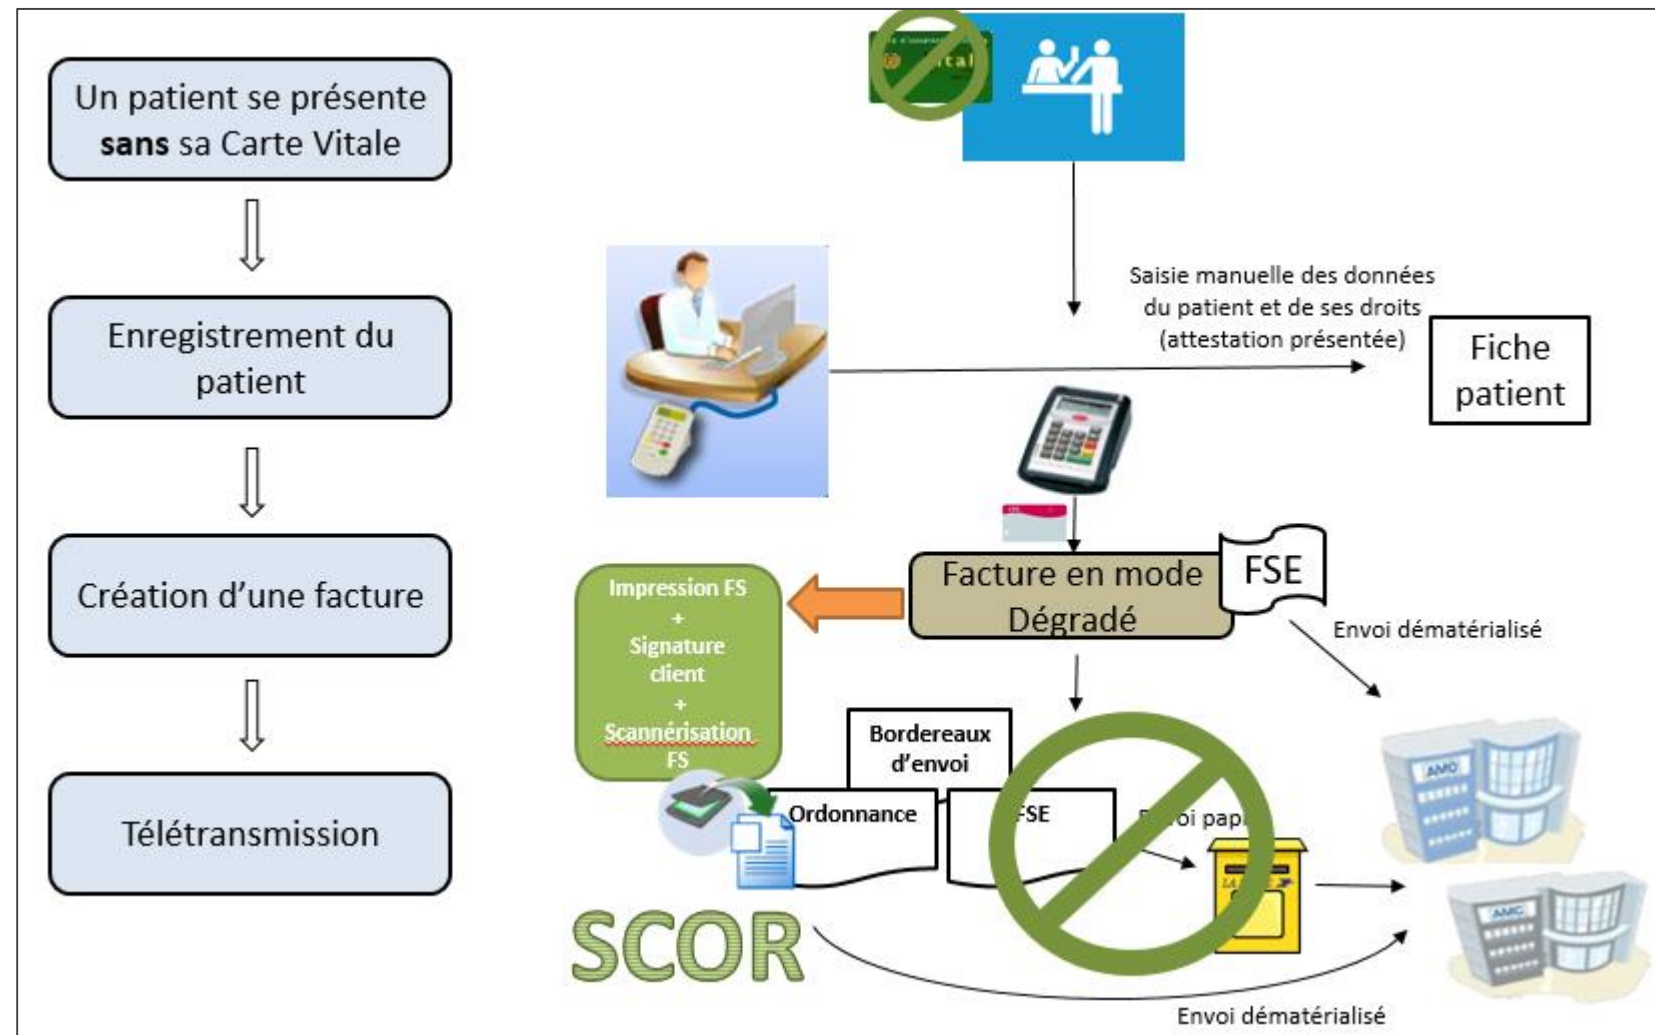 Un patient se présente
sans sa Carte Vitale
Enregistrement du
patient
Création d'une facture
Télétransmission
Saisie manuelle des données
du patient et de ses droits
(attestation présentée)
Fiche
patient
Facture en mode
Dégradé
FSE
Envoi dématérialisé
Impression FS
+
Signature
client
+
Scannérisation
FS
Bordereaux
d'envoi
Ordonnance
SCOR
AMO
AMC
Envoi dématérialisé